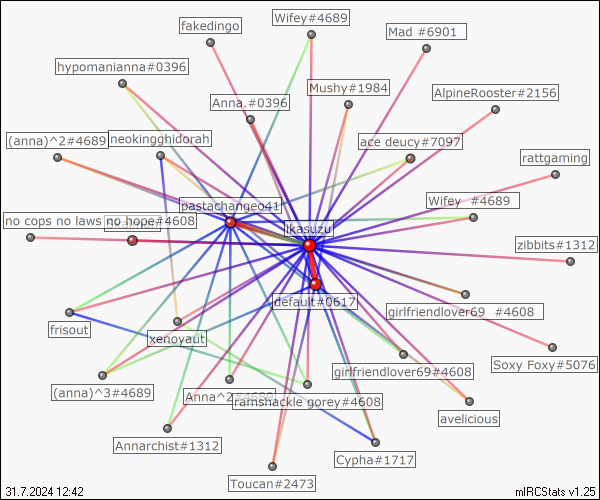 Wifey#4689
fakedingo
Mad #6901
hypomanianna#0396
Mushy#1984
AlpineRooster#2156
Anna.#0396
(anna)^2#4689
neokingghidorah
ace deucy#7097
rattgaming
pastachangeo41
Wifey #4689
no cops no laws no hope#4608
ikasuzu
zibbits#1312
default#0617
girlfriendlover69 #4608
frisout
xenovaut
Soxy Foxy#5076
girlfriendlover69#4608
(anna)^3#4689
Anna^2#4689
ramshackle gorey#4608
avelicious
Annarchist#1312
Cypha#1717
Toucan#2473
31.7.2024 12:42
mIRCStats v1.25